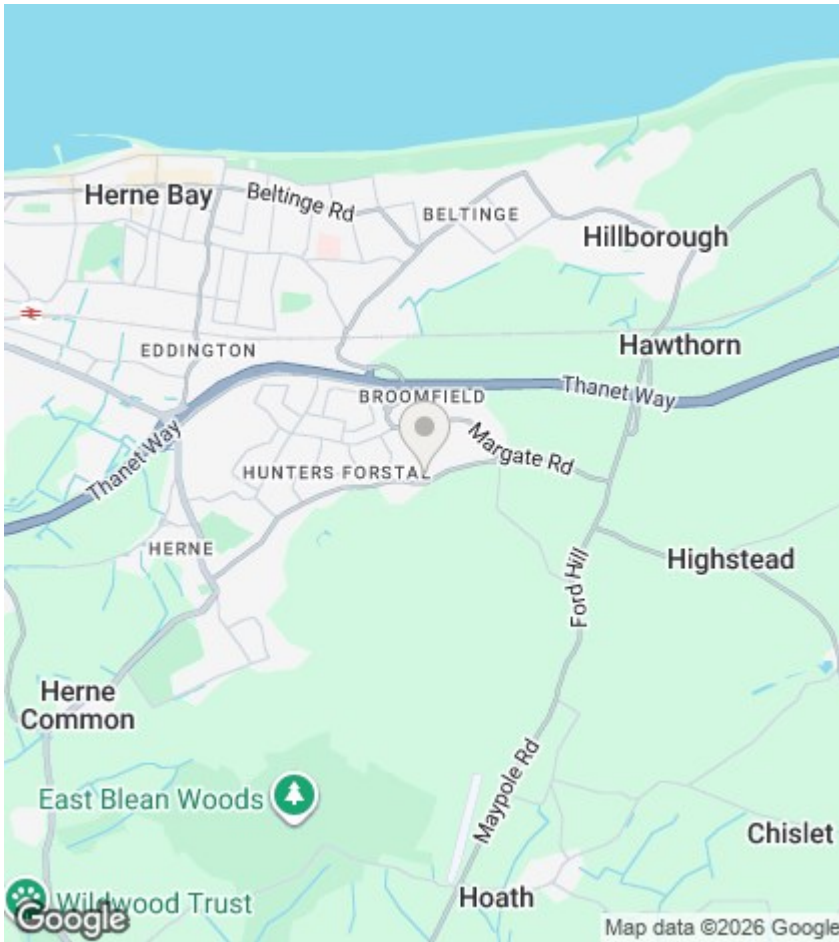 Herne Bay
Beltinge Rd
BELTINGE
Hillborough
EDDINGTON
Hawthorn
BROOMFIELD
Thanet Way
Thanet Way
HUNTERS FORSTAL
Margate Rd
HERNE
Highstead
Ford Hill
Herne
Common
East Blean Woods
Maypole Rd
Chislet
Wildwood Trust
Hoath
Google
Map data ©2026 Google